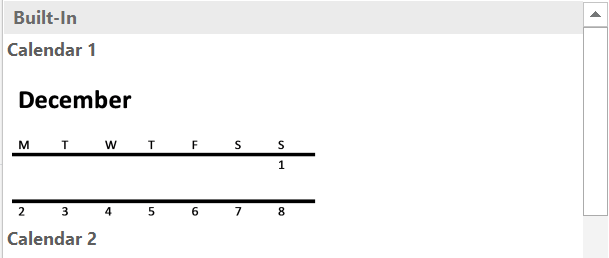 Built-In
Calendar 1
December
M T W T F S S
1
2 3 4 5 6 7 8
Calendar 2